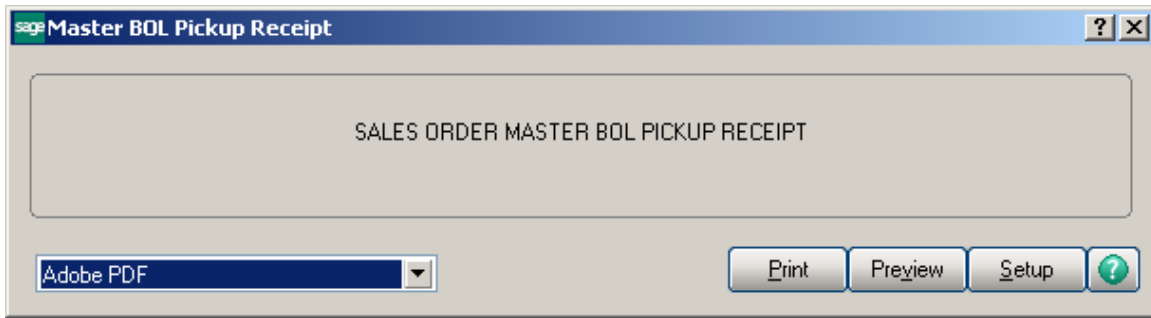 sage Master BOL Pickup Receipt ? X
SALES ORDER MASTER BOL PICKUP RECEIPT
Adobe PDF Print Preview Setup ?